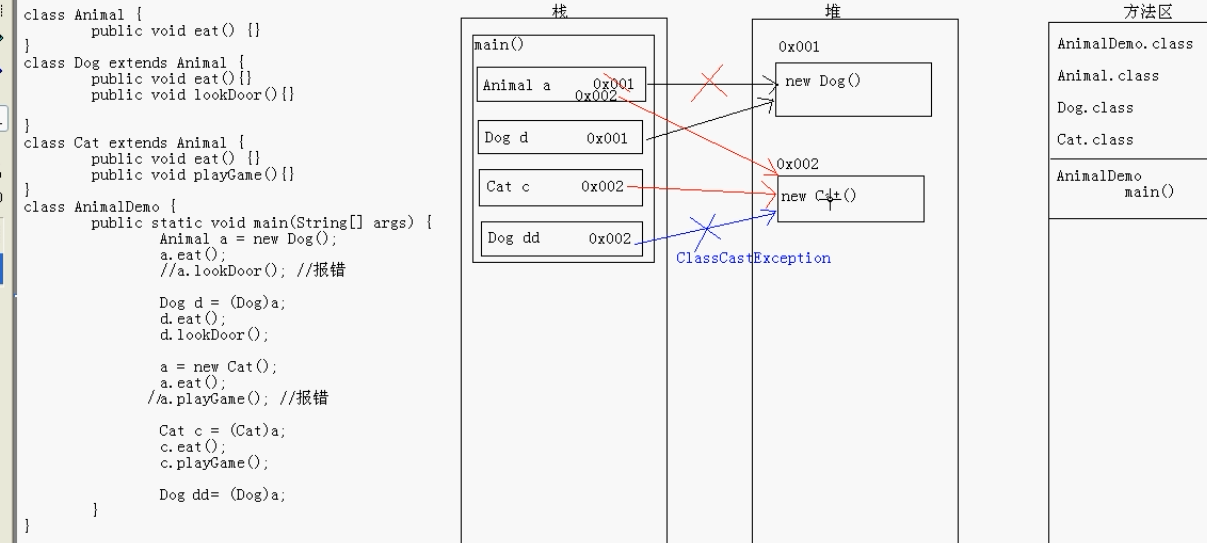 class Animal {
public void eat() {}
}
class Dog extends Animal {
public void eat(){}
public void lookDoor(){}
}
class Cat extends Animal {
public void eat() {}
public void playGame(){}
}
class AnimalDemo {
public static void main(String[] args) {
Animal a = new Dog();
a.eat();
//a.lookDoor(); //报错
Dog d = (Dog)a;
d.eat();
d.lookDoor();
a = new Cat();
a.eat();
//a.playGame(); //报错
Cat c = (Cat)a;
c.eat();
c.playGame();
Dog dd= (Dog)a;
}
}
栈
main()
Animal a 0x001
0x002
Dog d 0x001
Cat c 0x002
Dog dd 0x002
ClassCastException
堆
0x001
new Dog()
0x002
new Cat()
方法区
AnimalDemo.class
Animal.class
Dog.class
Cat.class
AnimalDemo
main()